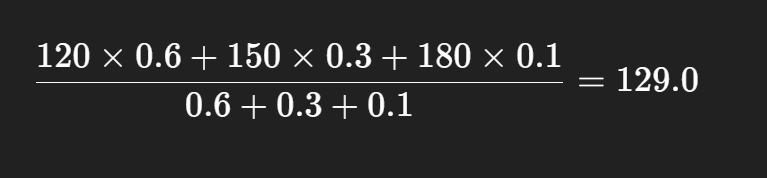 120 × 0.6 + 150 × 0.3 + 180 × 0.1
0.6 + 0.3 + 0.1
= 129.0